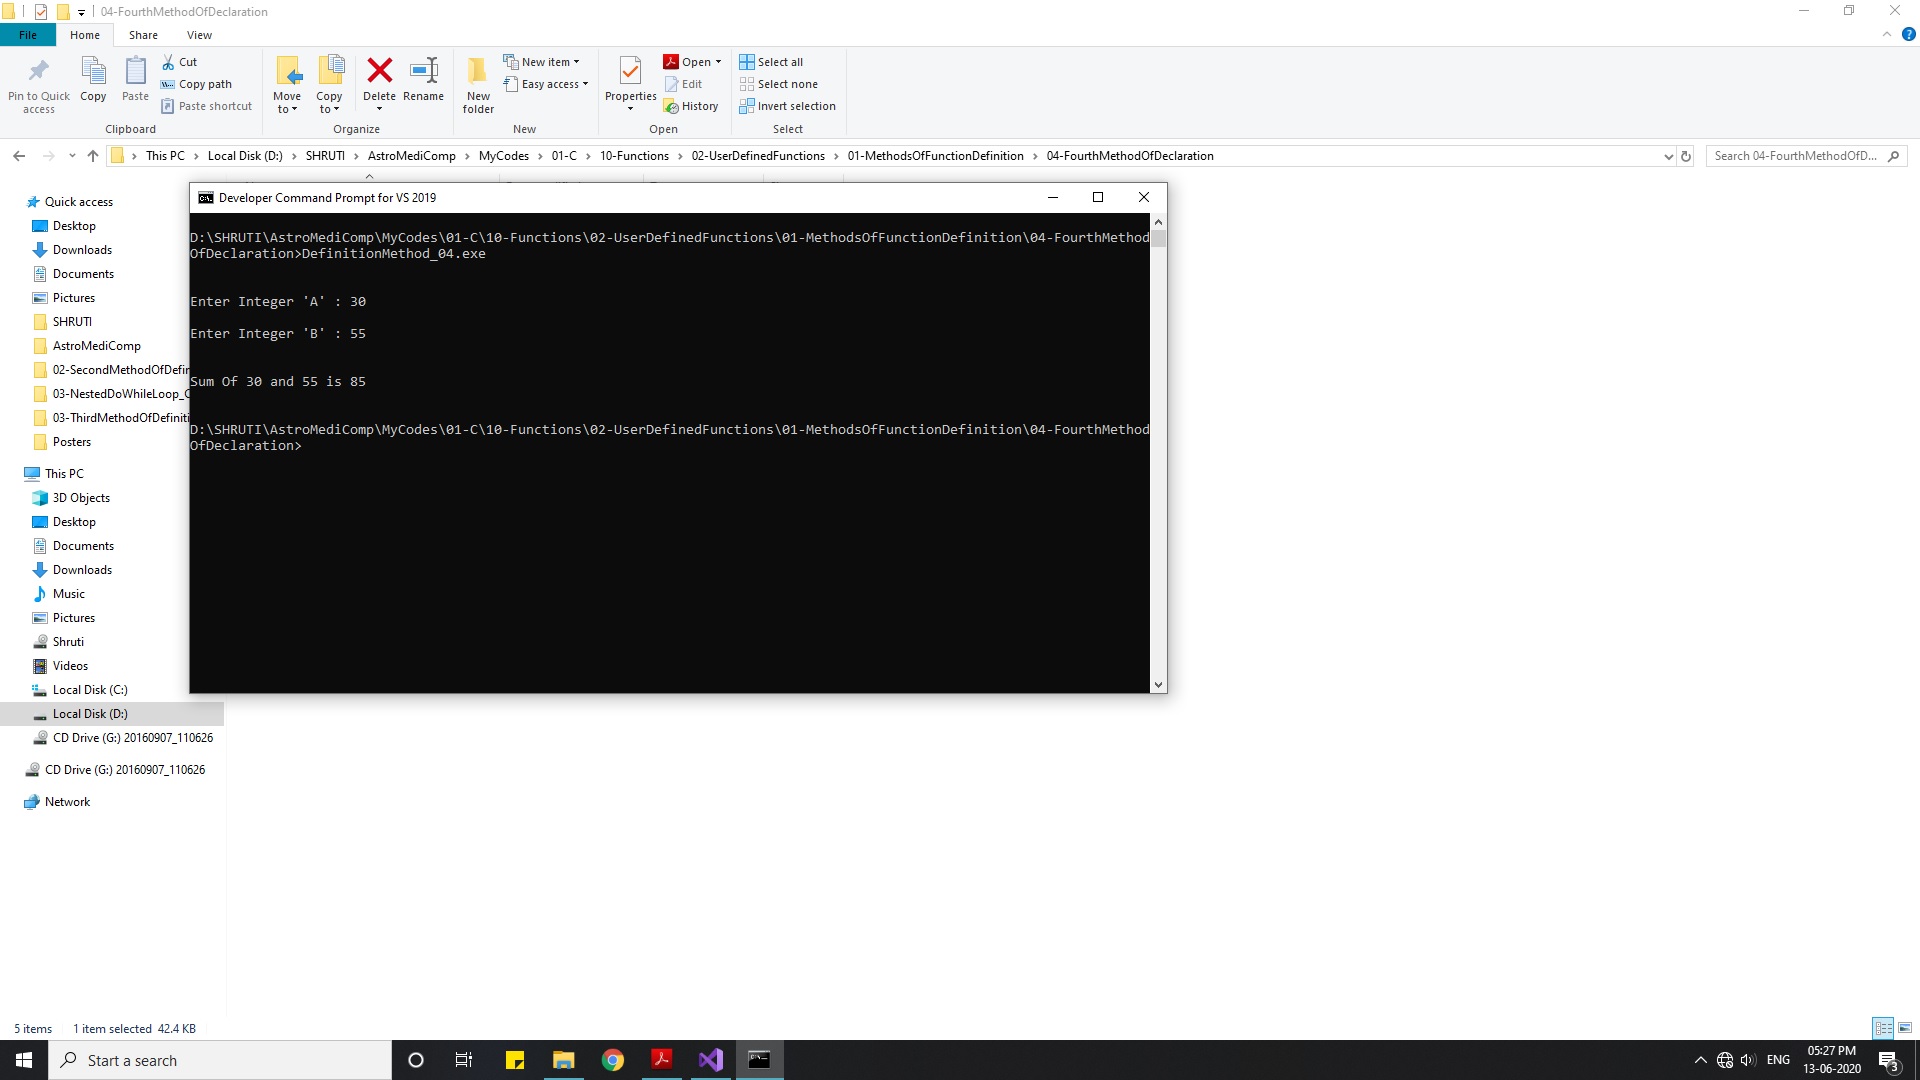 04-FourthMethodOfDeclaration
File Home Share View
Pin to Quick access
Copy
Paste
Cut
Copy path
Paste shortcut
Clipboard
Move to
Copy to
Delete
Rename
Organize
New folder
New item
Easy access
New
Properties
Open
Edit
History
Open
Select all
Select none
Invert selection
Select
This PC > Local Disk (D:) > SHRUTI > AstroMediComp > MyCodes > 01-C > 10-Functions > 02-UserDefinedFunctions > 01-MethodsOfFunctionDefinition > 04-FourthMethodOfDeclaration
Search 04-FourthMethodOfD...
Quick access
Desktop
Downloads
Documents
Pictures
SHRUTI
AstroMediComp
02-SecondMethodOfDefin
03-NestedDoWhileLoop_C
03-ThirdMethodOfDefiniti
Posters
This PC
3D Objects
Desktop
Documents
Downloads
Music
Pictures
Shruti
Videos
Local Disk (C:)
Local Disk (D:)
CD Drive (G:) 20160907_110626
CD Drive (G:) 20160907_110626
Network
Developer Command Prompt for VS 2019
D:\SHRUTI\AstroMediComp\MyCodes\01-C\10-Functions\02-UserDefinedFunctions\01-MethodsOfFunctionDefinition\04-FourthMethod
OfDeclaration>DefinitionMethod_04.exe
Enter Integer 'A' : 30
Enter Integer 'B' : 55
Sum Of 30 and 55 is 85
D:\SHRUTI\AstroMediComp\MyCodes\01-C\10-Functions\02-UserDefinedFunctions\01-MethodsOfFunctionDefinition\04-FourthMethod
OfDeclaration>
5 items 1 item selected 42.4 KB
Start a search
ENG
05:27 PM
13-06-2020
3